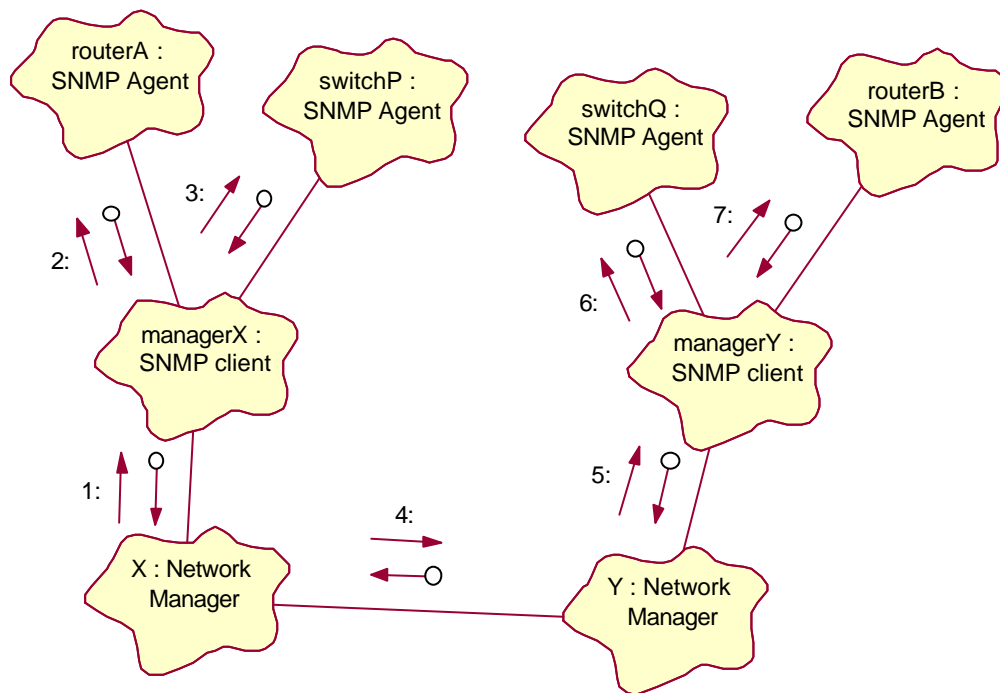 routerA :
SNMP Agent
switchP :
SNMP Agent
switchQ :
SNMP Agent
routerB :
SNMP Agent
3:
7:
2:
6:
managerX :
SNMP client
managerY :
SNMP client
1:
5:
4:
X : Network
Manager
Y : Network
Manager